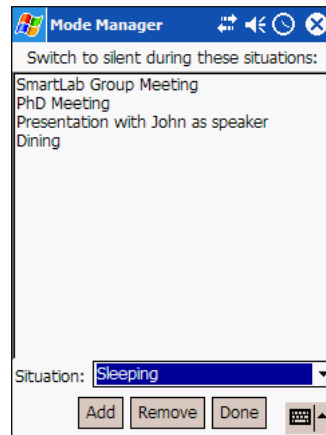 Mode Manager
Switch to silent during these situations:
SmartLab Group Meeting
PhD Meeting
Presentation with John as speaker
Dining
Situation: Sleeping
Add Remove Done